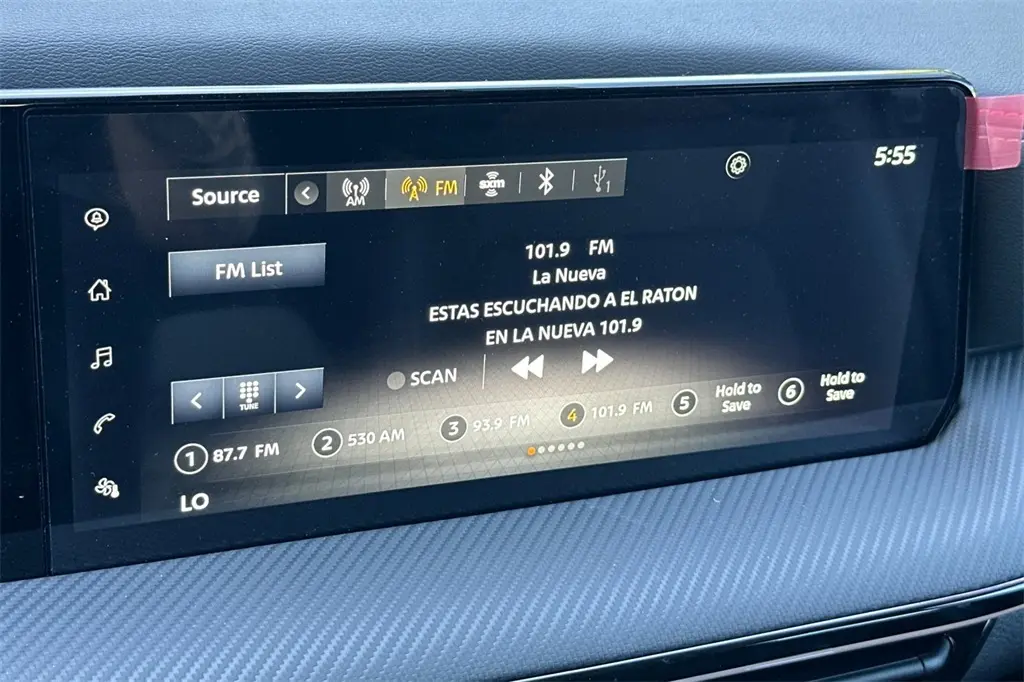 5:55
Source
AM
FM
sxm
1
FM List
101.9 FM
La Nueva
ESTAS ESCUCHANDO A EL RATON
EN LA NUEVA 101.9
TUNE
SCAN
1 87.7 FM
2 530 AM
3 93.9 FM
4 101.9 FM
5 Hold to
Save
6 Hold to
Save
LO